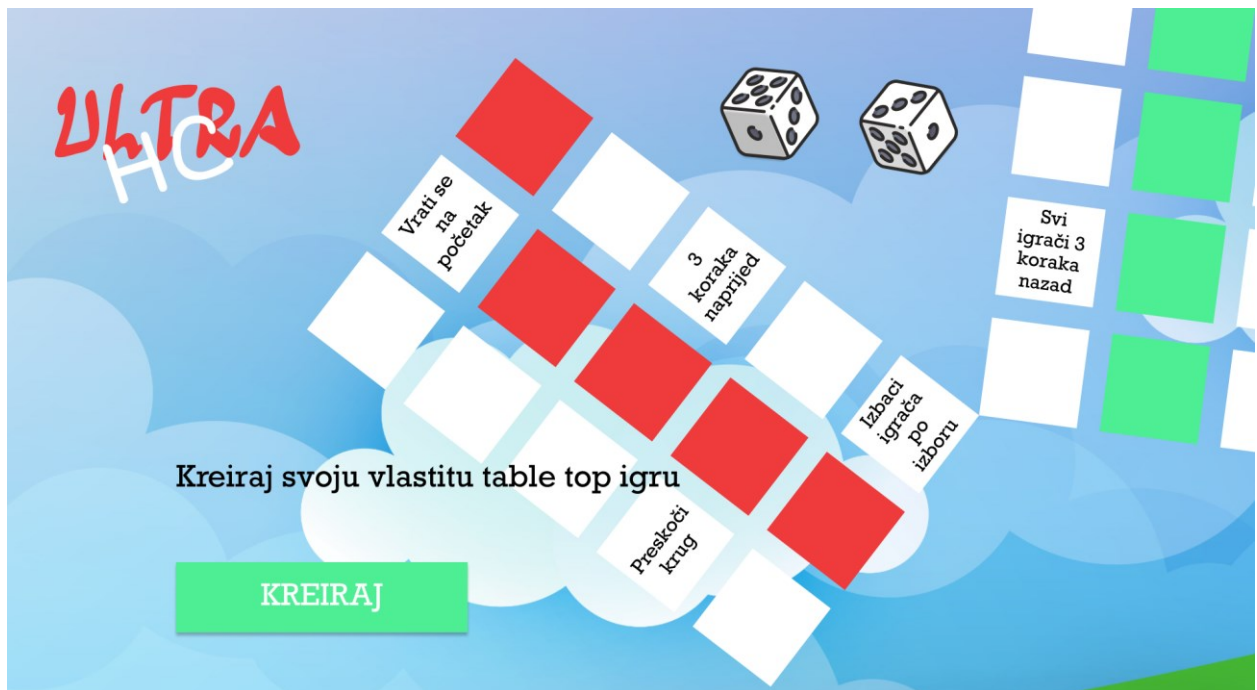 ULTRA
HC
Vrati se
na
početak
3
koraka
naprijed
Svi
igrači 3
koraka
nazad
Izbaci
igrača
po
izboru
Kreiraj svoju vlastitu table top igru
Preskoči
krug
KREIRAJ